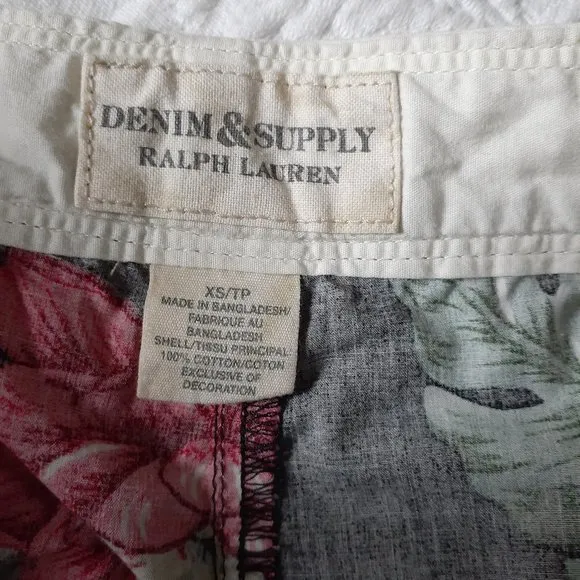 DENIM & SUPPLY
RALPH LAUREN
XS/TP
MADE IN BANGLADESH/
FABRIQUE AU
BANGLADESH
SHELL/TISSU PRINCIPAL:
100% COTTON/COTON
EXCLUSIVE OF
DECORATION